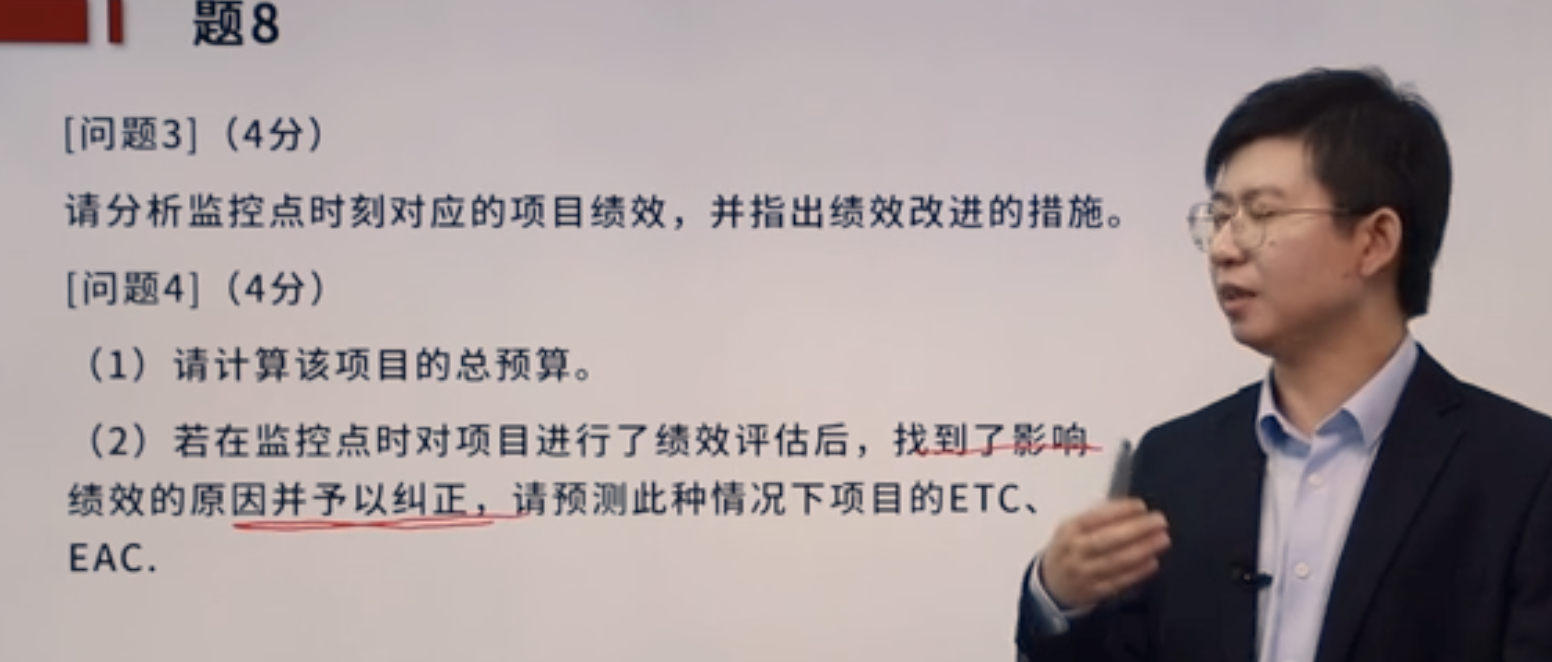 题8
[问题3]（4分）
请分析监控点时刻对应的项目绩效，并指出绩效改进的措施。
[问题4]（4分）
（1）请计算该项目的总预算。
（2）若在监控点时对项目进行了绩效评估后，找到了影响
绩效的原因并予以纠正，请预测此种情况下项目的ETC、
EAC.